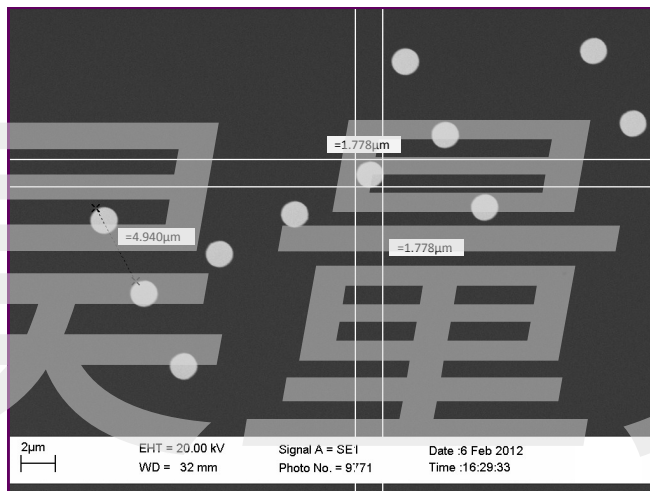 =1.778μm
=4.940μm
=1.778μm
2μm
EHT = 20.00 kV
Signal A = SE1
Date :6 Feb 2012
WD = 32 mm
Photo No. = 9771
Time :16:29:33